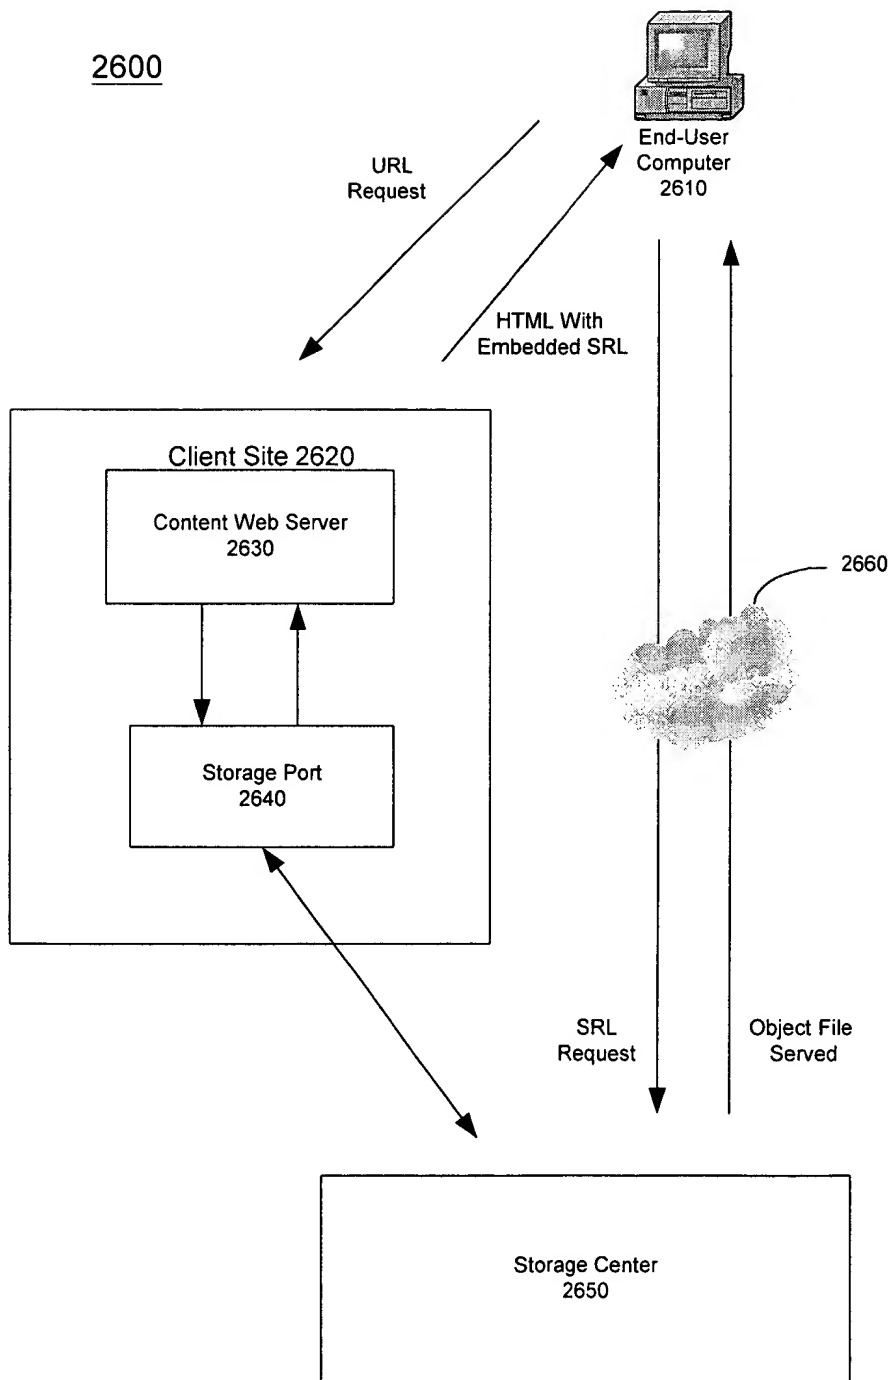 2600
End-User
Computer
2610
URL
Request
HTML With
Embedded SRL
Client Site 2620
Content Web Server
2630
2660
Storage Port
2640
SRL
Request
Object File
Served
Storage Center
2650